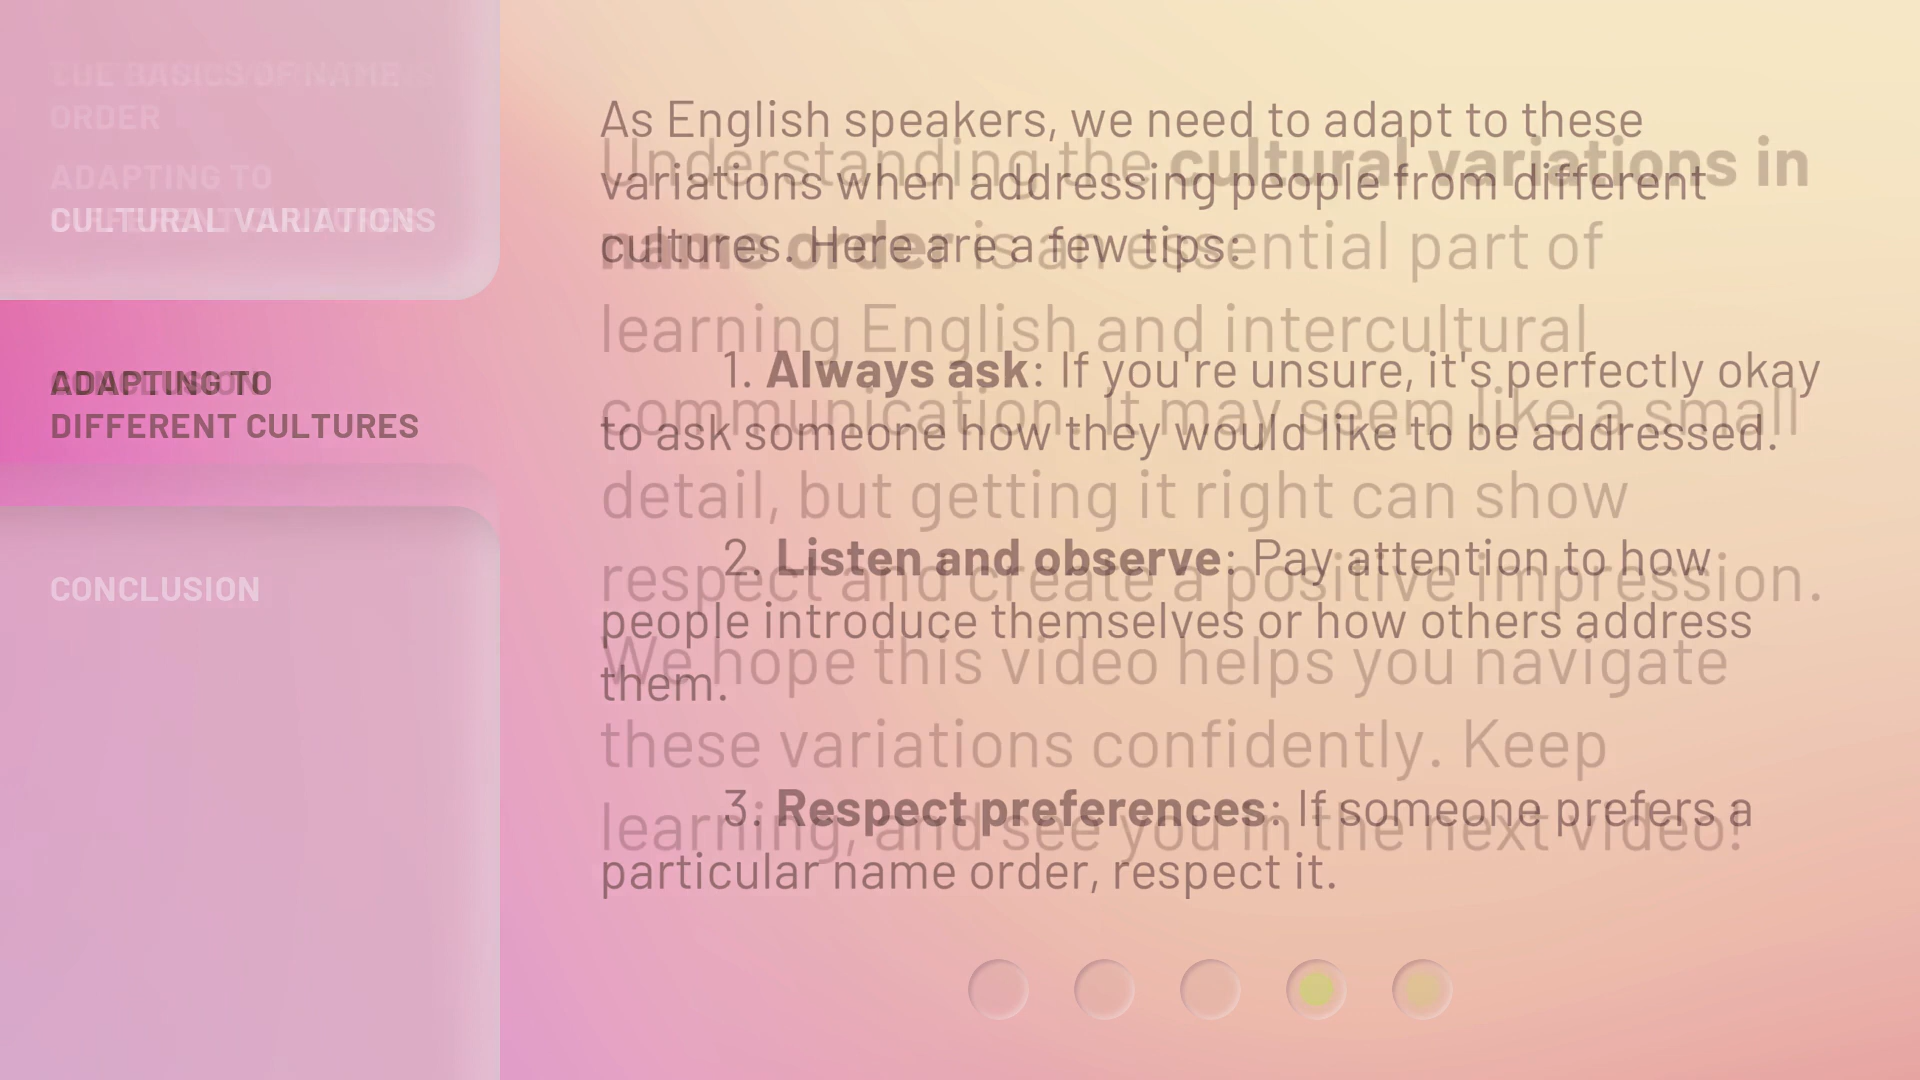 THE BASICS OF NAME
ORDER
ADAPTING TO
CULTURAL VARIATIONS
ADAPTING TO
DIFFERENT CULTURES
CONCLUSION
CONCLUSION
As English speakers, we need to adapt to these
variations when addressing people from different
cultures. Here are a few tips:
1. Always ask: If you're unsure, it's perfectly okay
to ask someone how they would like to be addressed.
2. Listen and observe: Pay attention to how
people introduce themselves or how others address
them.
3. Respect preferences: If someone prefers a
particular name order, respect it.
Understanding the cultural variations in
name order is an essential part of
learning English and intercultural
communication. It may seem like a small
detail, but getting it right can show
respect and create a positive impression.
We hope this video helps you navigate
these variations confidently. Keep
learning, and see you in the next video!